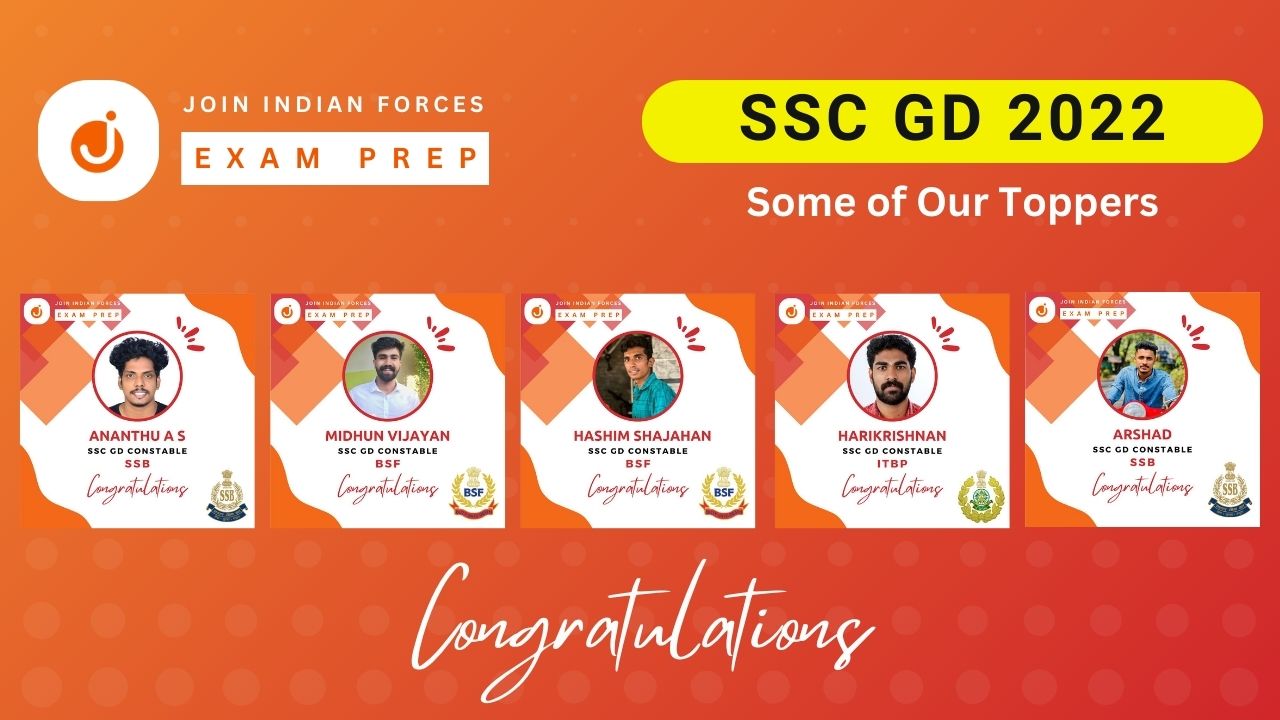 JOIN INDIAN FORCES
EXAM PREP
SSC GD 2022
Some of Our Toppers
JOIN INDIAN FORCES
EXAM PREP
ANANTHU A S
SSC GD CONSTABLE
SSB
Congratulations
SSB
JOIN INDIAN FORCES
EXAM PREP
MIDHUN VIJAYAN
SSC GD CONSTABLE
BSF
Congratulations
BSF
JOIN INDIAN FORCES
EXAM PREP
HASHIM SHAJAHAN
SSC GD CONSTABLE
BSF
Congratulations
BSF
JOIN INDIAN FORCES
EXAM PREP
HARIKRISHNAN
SSC GD CONSTABLE
ITBP
Congratulations
JOIN INDIAN FORCES
EXAM PREP
ARSHAD
SSC GD CONSTABLE
SSB
Congratulations
SSB
Congratulations